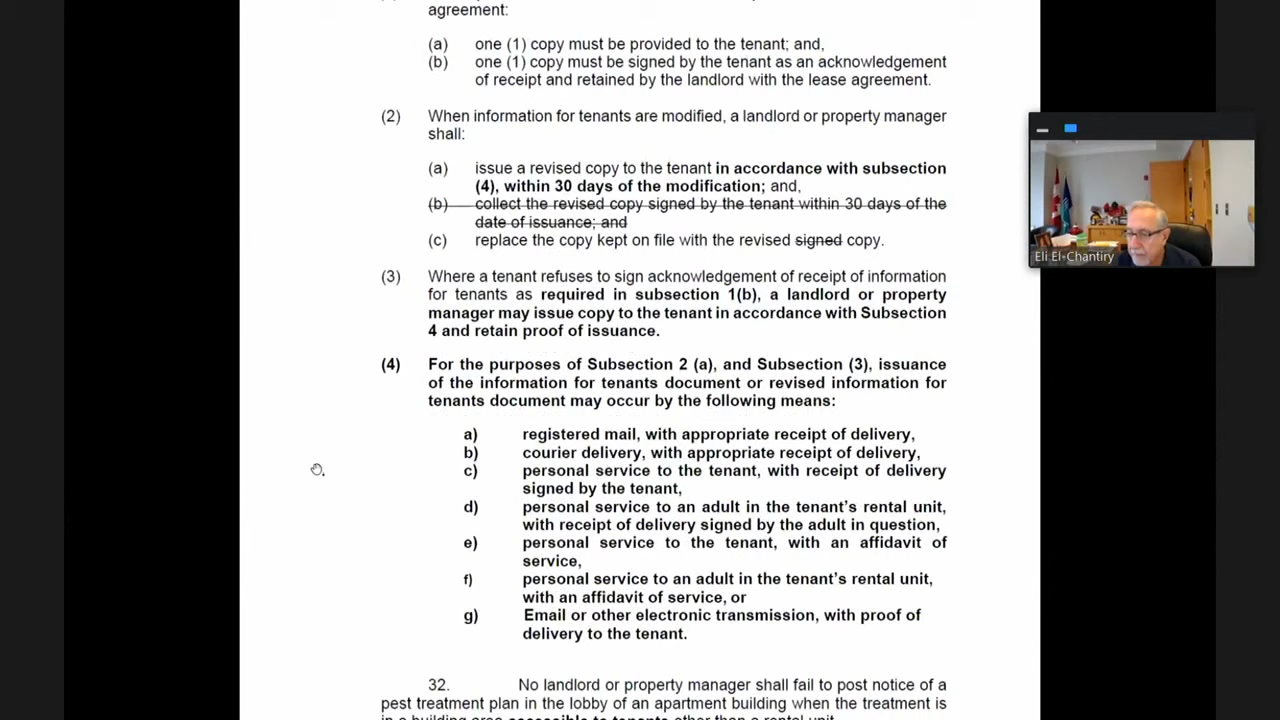 agreement:
(a) one (1) copy must be provided to the tenant; and,
(b) one (1) copy must be signed by the tenant as an acknowledgement
of receipt and retained by the landlord with the lease agreement.
(2) When information for tenants are modified, a landlord or property manager
shall:
(a) issue a revised copy to the tenant in accordance with subsection
(4), within 30 days of the modification; and,
(b) collect the revised copy signed by the tenant within 30 days of the
date of issuance; and
(c) replace the copy kept on file with the revised signed copy.
(3) Where a tenant refuses to sign acknowledgement of receipt of information
for tenants as required in subsection 1(b), a landlord or property
manager may issue copy to the tenant in accordance with Subsection
4 and retain proof of issuance.
(4) For the purposes of Subsection 2 (a), and Subsection (3), issuance
of the information for tenants document or revised information for
tenants document may occur by the following means:
a) registered mail, with appropriate receipt of delivery,
b) courier delivery, with appropriate receipt of delivery,
c) personal service to the tenant, with receipt of delivery
signed by the tenant,
d) personal service to an adult in the tenant's rental unit,
with receipt of delivery signed by the adult in question,
e) personal service to the tenant, with an affidavit of
service,
f) personal service to an adult in the tenant's rental unit,
with an affidavit of service, or
g) Email or other electronic transmission, with proof of
delivery to the tenant.
32. No landlord or property manager shall fail to post notice of a
pest treatment plan in the lobby of an apartment building when the treatment is
in a building area accessible to tenants other than a rental unit
Eli El-Chantiry